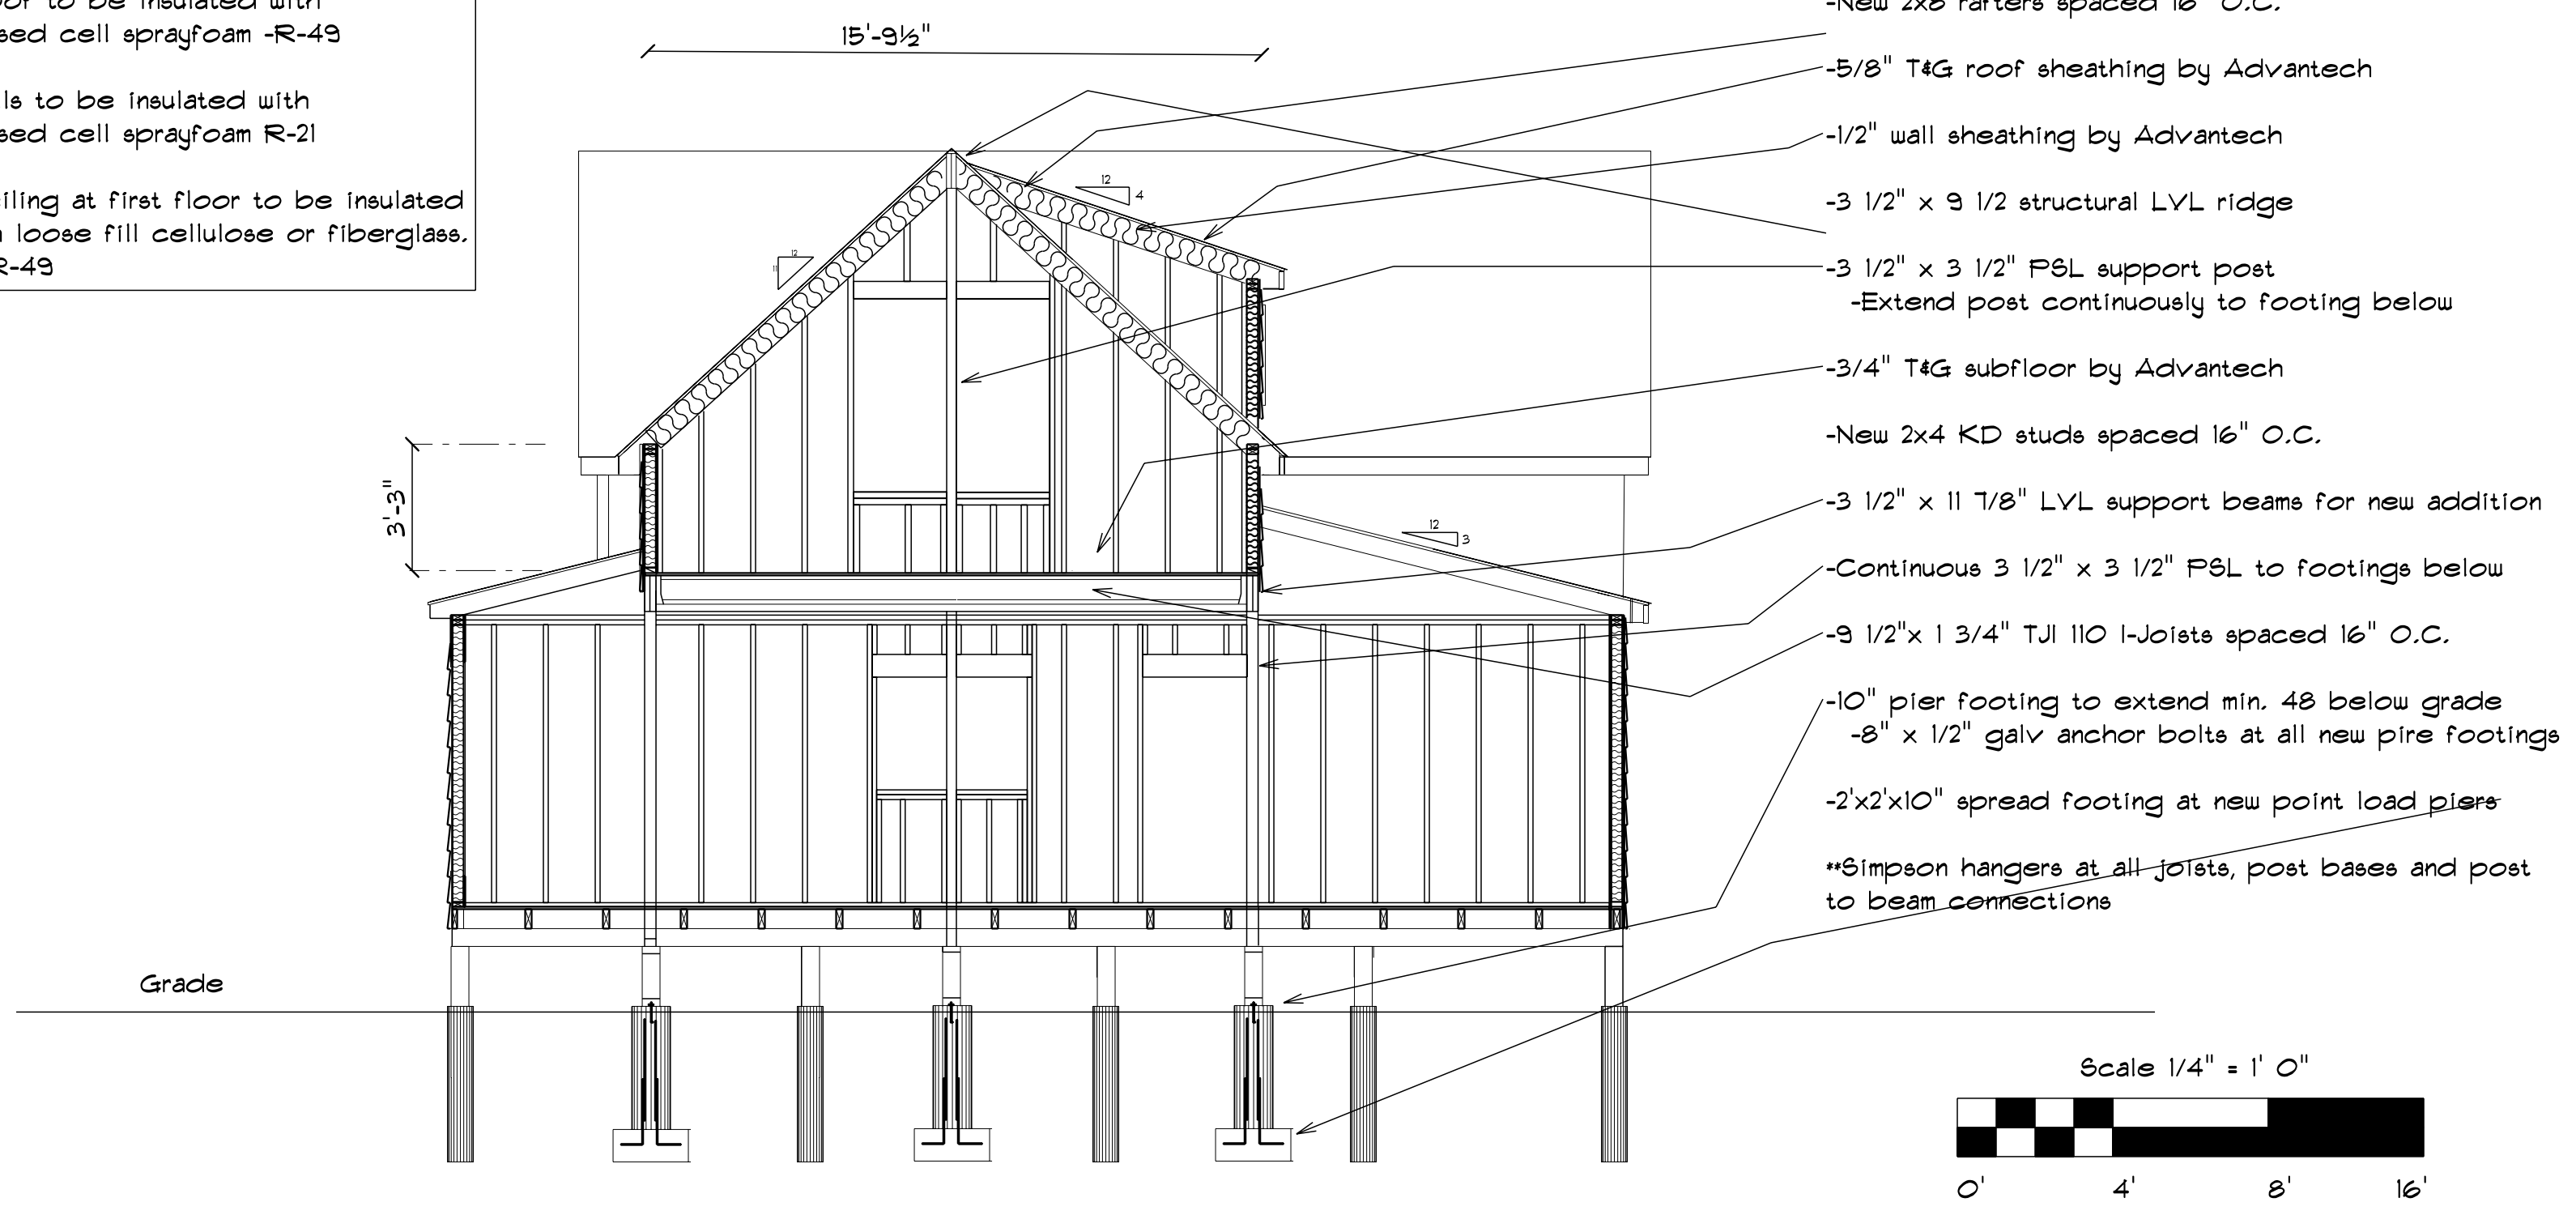 sed cell sprayfoam -R-49
ls to be insulated with
sed cell sprayfoam R-21
iling at first floor to be insulated
loose fill cellulose or fiberglass.
R-49
15'-9½"
12
4
12
11
3'-3"
12
3
Grade
-New 2x8 rafters spaced 16" O.C.
-5/8" T&G roof sheathing by Advantech
-1/2" wall sheathing by Advantech
-3 1/2" x 9 1/2 structural LVL ridge
-3 1/2" x 3 1/2" PSL support post
-Extend post continuously to footing below
-3/4" T&G subfloor by Advantech
-New 2x4 KD studs spaced 16" O.C.
-3 1/2" x 11 7/8" LVL support beams for new addition
-Continuous 3 1/2" x 3 1/2" PSL to footings below
-9 1/2"x 1 3/4" TJI 110 I-Joists spaced 16" O.C.
-10" pier footing to extend min. 48 below grade
-8" x 1/2" galv anchor bolts at all new pire footings
-2'x2'x10" spread footing at new point load piers
**Simpson hangers at all joists, post bases and post
to beam connections
Scale 1/4" = 1' 0"
0' 4' 8' 16'